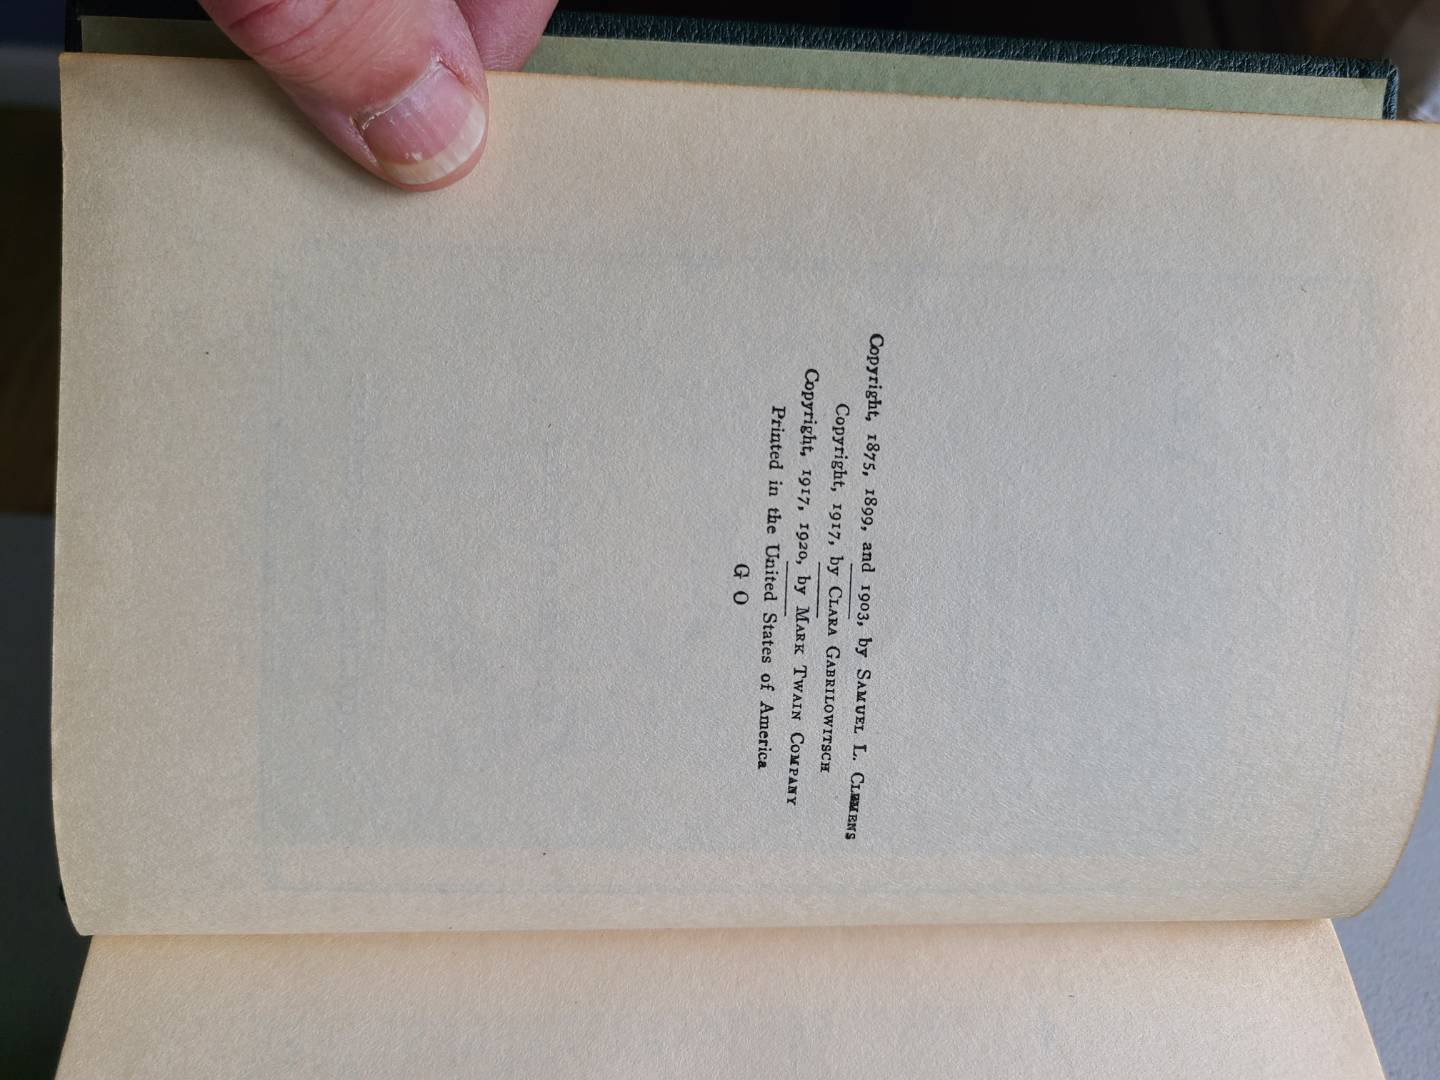 Copyright, 1875, 1899, and 1903, by SAMUEL L. CLEMENS
Copyright, 1917, by CLARA GABRILOWITSCH
Copyright, 1917, 1920, by MARK TWAIN COMPANY
Printed in the United States of America
G O